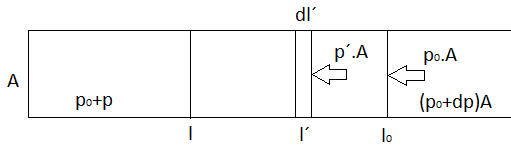 dl´
p´.A
p₀.A
A
p₀+p
(p₀+dp)A
l
l´
l₀